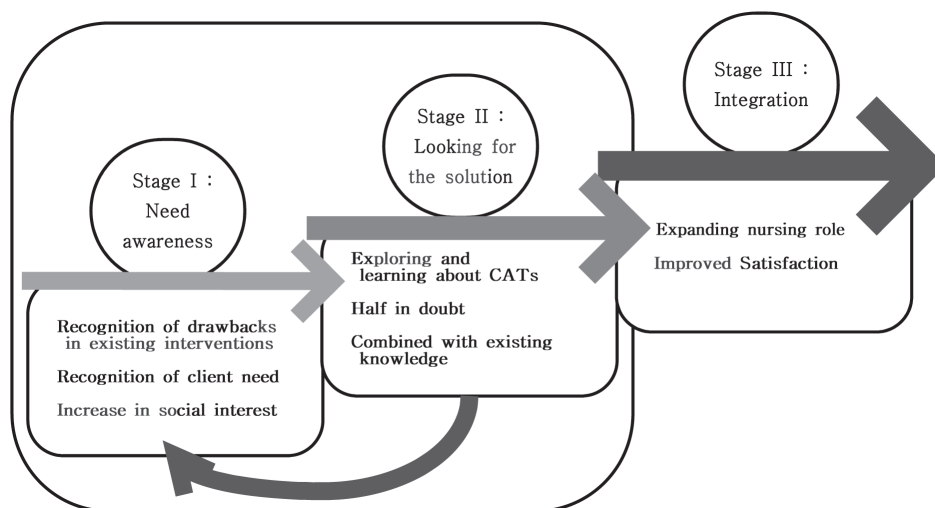 Stage I :
Need
awareness
Recognition of drawbacks
in existing interventions
Recognition of client need
Increase in social interest
Stage II :
Looking for
the solution
Exploring and
learning about CATs
Half in doubt
Combined with existing
knowledge
Stage III :
Integration
Expanding nursing role
Improved Satisfaction